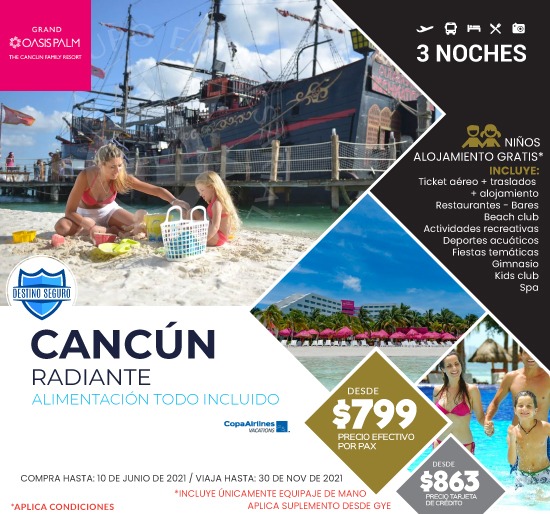 GRAND
OASIS PALM
THE CANCUN FAMILY RESORT
3 NOCHES
NIÑOS
ALOJAMIENTO GRATIS*
INCLUYE:
Ticket aéreo + traslados
+ alojamiento
Restaurantes - Bares
Beach club
Actividades recreativas
Deportes acuáticos
Fiestas temáticas
Gimnasio
Kids club
Spa
DESTINO SEGURO
CANCÚN
RADIANTE
ALIMENTACIÓN TODO INCLUIDO
CopaAirlines
VACATIONS
DESDE
$799
PRECIO EFECTIVO
POR PAX
DESDE
$863
PRECIO TARJETA
DE CRÉDITO
COMPRA HASTA: 10 DE JUNIO DE 2021 / VIAJA HASTA: 30 DE NOV DE 2021
*INCLUYE ÚNICAMENTE EQUIPAJE DE MANO
*APLICA CONDICIONES
APLICA SUPLEMENTO DESDE GYE